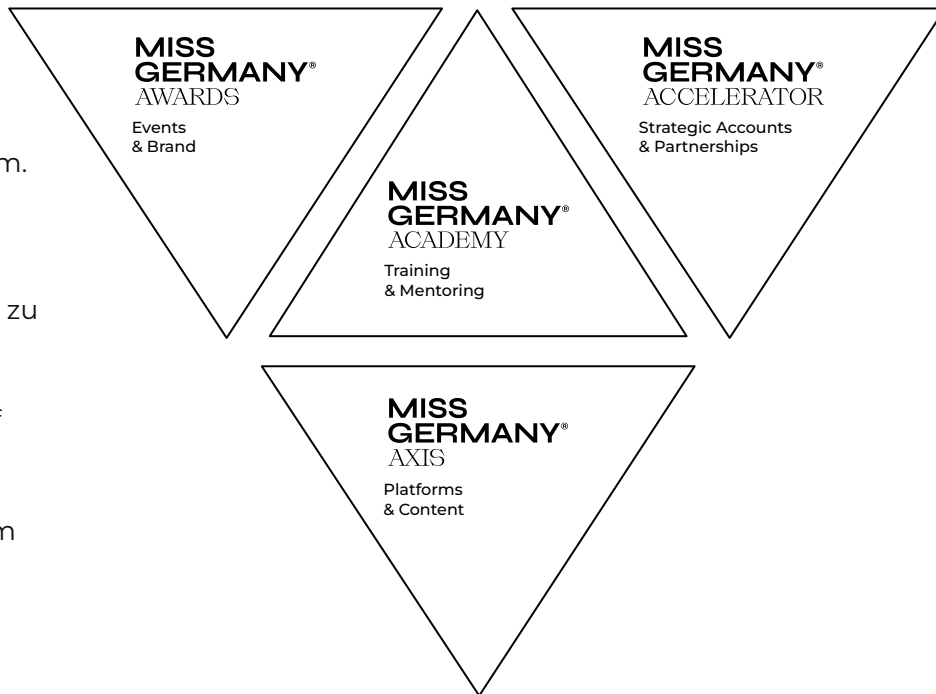 MISS
GERMANY®
AWARDS
Events
& Brand
MISS
GERMANY®
ACCELERATOR
Strategic Accounts
& Partnerships
MISS
GERMANY®
ACADEMY
Training
& Mentoring
MISS
GERMANY®
AXIS
Platforms
& Content
zu